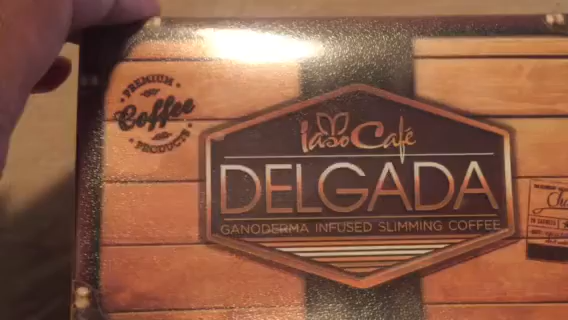 PREMIUM
Coffee
PRODUCTS
iaso Café
DELGADA
GANODERMA INFUSED SLIMMING COFFEE